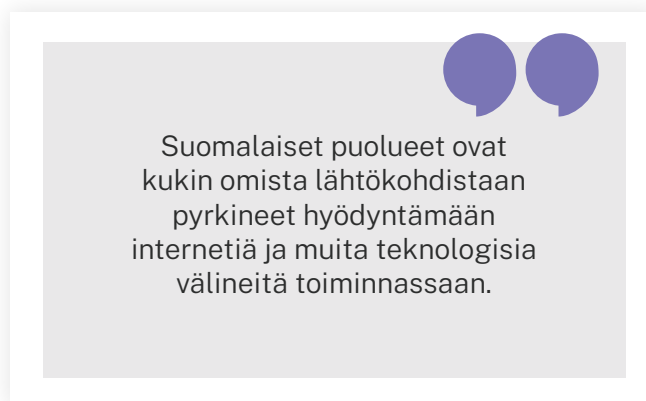 Suomalaiset puolueet ovat
kukin omista lähtökohdistaan
pyrkineet hyödyntämään
internetiä ja muita teknologisia
välineitä toiminnassaan.